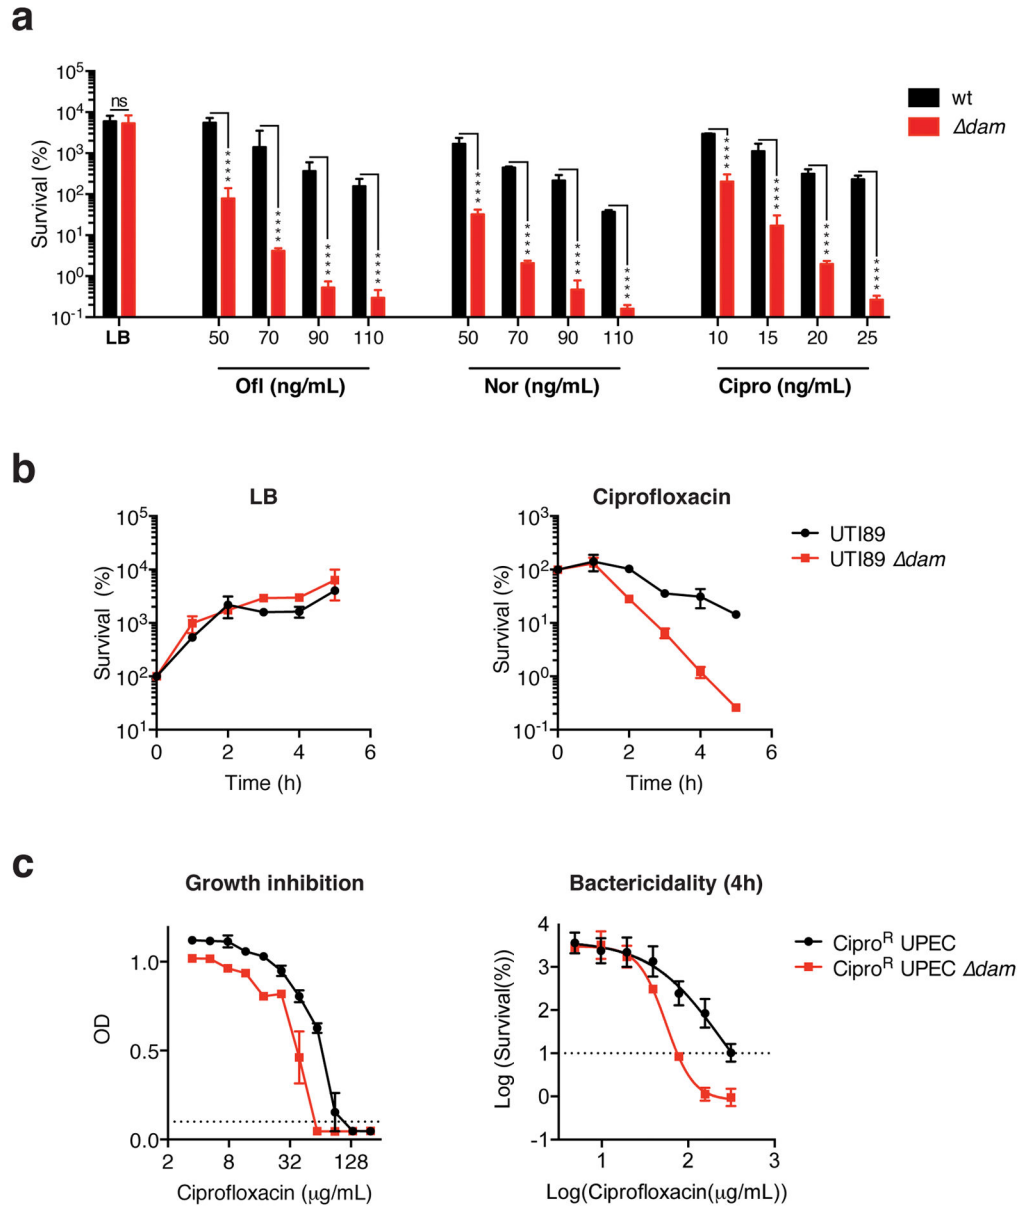 a
10⁵
10⁴
10³
10²
10¹
10⁰
10⁻¹
Survival (%)
ns
****
****
****
****
****
****
****
****
****
****
****
****
wt
Δdam
LB
50 70 90 110
50 70 90 110
10 15 20 25
Ofl (ng/mL)
Nor (ng/mL)
Cipro (ng/mL)
b
LB
10⁵
10⁴
10³
10²
10¹
Survival (%)
0 2 4 6
Time (h)
Ciprofloxacin
10³
10²
10¹
10⁰
10⁻¹
Survival (%)
0 2 4 6
Time (h)
UTI89
UTI89 Δdam
c
Growth inhibition
1.0
0.5
0.0
OD
2 8 32 128
Ciprofloxacin (μg/mL)
Bactericidality (4h)
4
3
2
1
0
-1
Log (Survival(%))
1 2 3
Log(Ciprofloxacin(μg/mL))
Ciproᴿ UPEC
Ciproᴿ UPEC Δdam